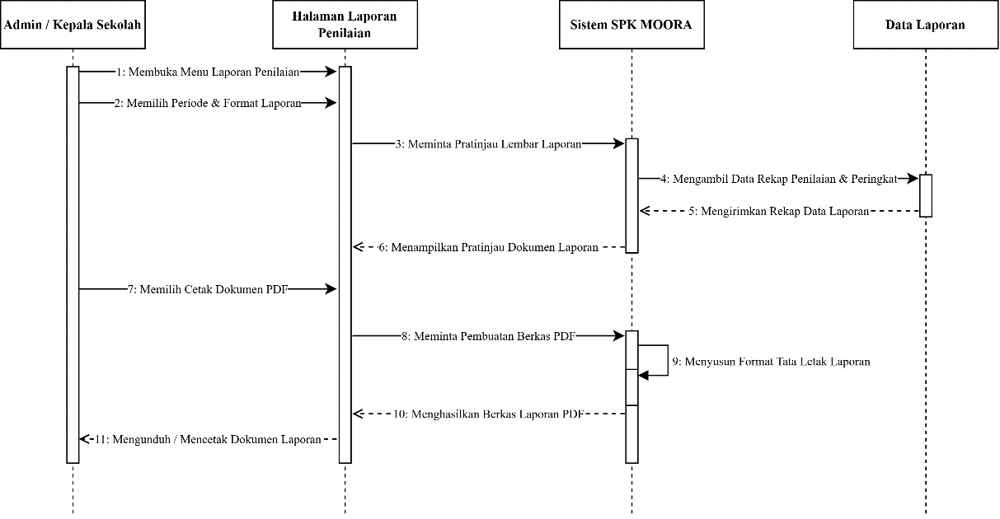 Admin / Kepala Sekolah
Halaman Laporan
Penilaian
Sistem SPK MOORA
Data Laporan
1: Membuka Menu Laporan Penilaian
2: Memilih Periode & Format Laporan
3: Meminta Pratinjau Lembar Laporan
4: Mengambil Data Rekap Penilaian & Peringkat
5: Mengirimkan Rekap Data Laporan
6: Menampilkan Pratinjau Dokumen Laporan
7: Memilih Cetak Dokumen PDF
8: Meminta Pembuatan Berkas PDF
9: Menyusun Format Tata Letak Laporan
10: Menghasilkan Berkas Laporan PDF
11: Mengunduh / Mencetak Dokumen Laporan